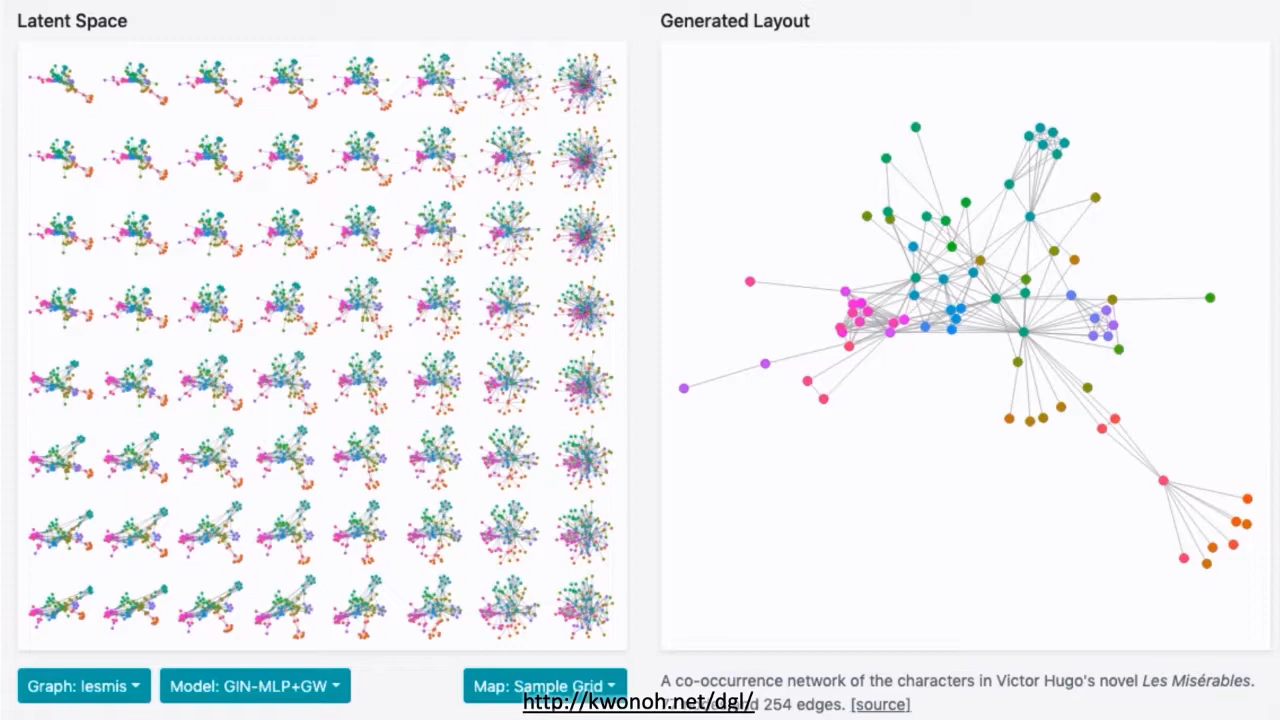 Latent Space
Generated Layout
Graph: lesmis
Model: GIN-MLP+GW
Map: Sample Grid
A co-occurrence network of the characters in Victor Hugo's novel Les Misérables.
254 edges. [source]
http://kwonoh.net/dgl/